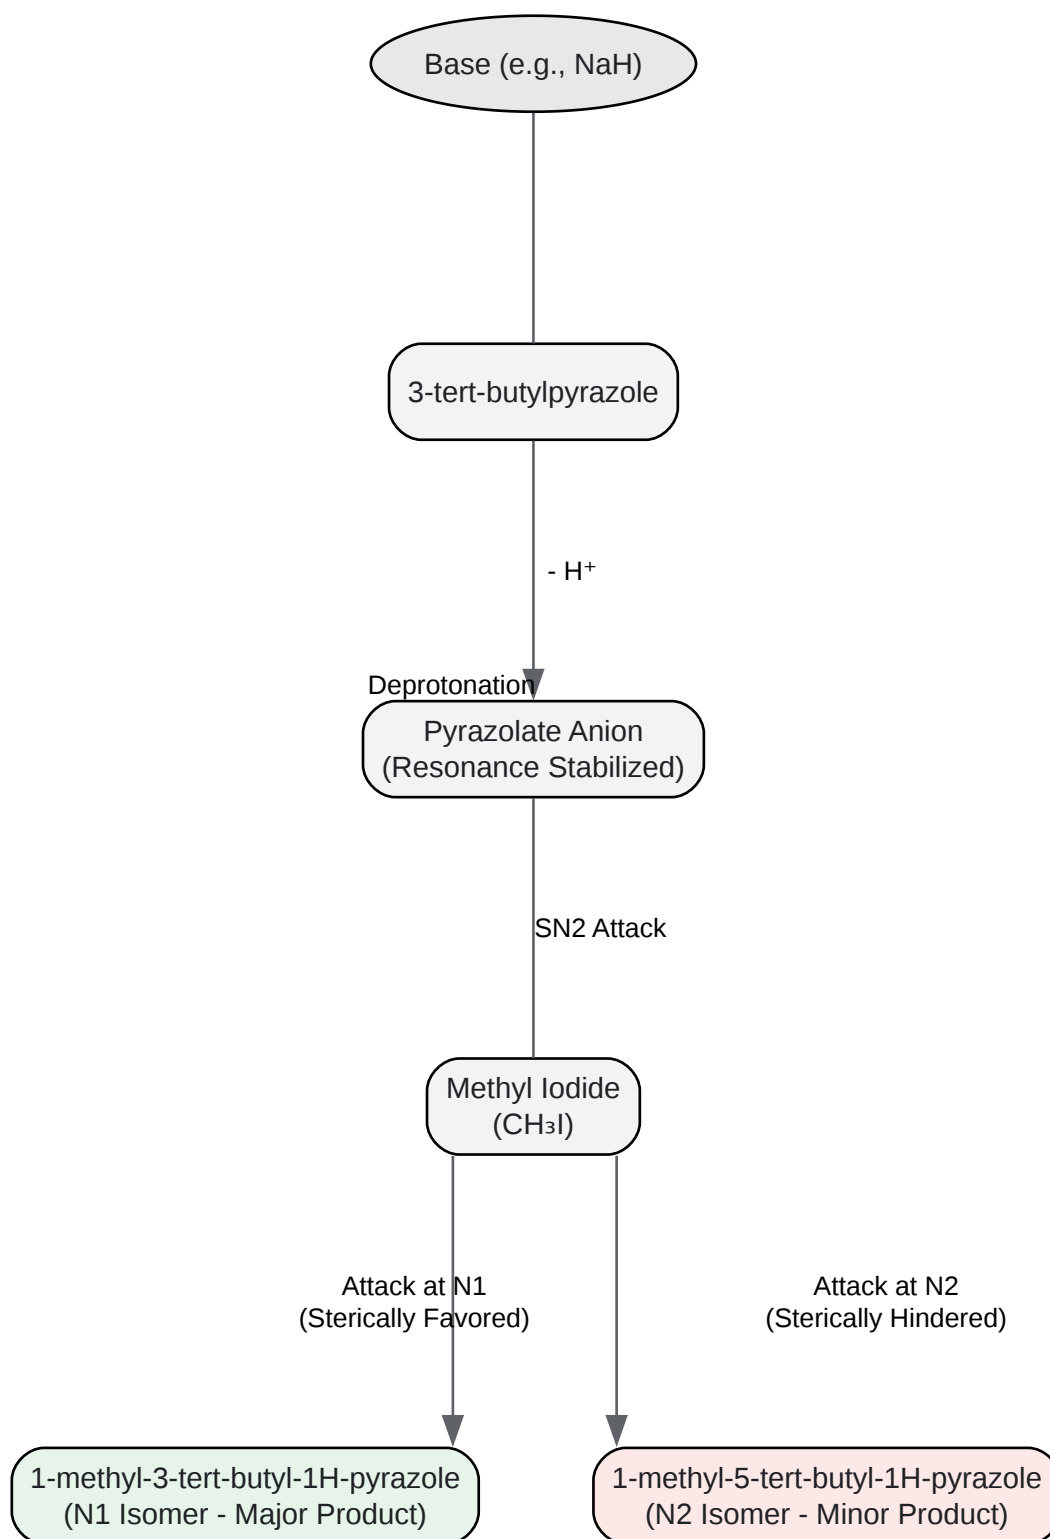 Base (e.g., NaH)
3-tert-butylpyrazole
- H⁺
Deprotonation
Pyrazolate Anion
(Resonance Stabilized)
SN2 Attack
Methyl Iodide
(CH₃I)
Attack at N1
(Sterically Favored)
Attack at N2
(Sterically Hindered)
1-methyl-3-tert-butyl-1H-pyrazole
(N1 Isomer - Major Product)
1-methyl-5-tert-butyl-1H-pyrazole
(N2 Isomer - Minor Product)